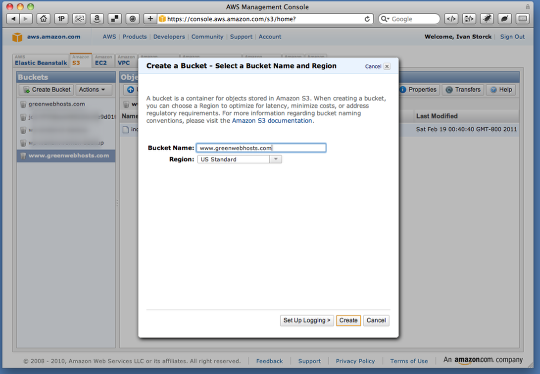 AWS Management Console
https://console.aws.amazon.com/s3/home?
Google
aws.amazon.com
AWS | Products | Developers | Community | Support | Account
Welcome, Ivan Storck | Sign Out
Amazon
Elastic Beanstalk
Amazon
S3
Amazon
EC2
Amazon
VPC
Buckets
Create Bucket
Actions
greenwebhosts.com
www.greenwebhosts.com
Properties
Transfers
Help
Last Modified
Sat Feb 19 00:40:40 GMT-800 2011
Create a Bucket - Select a Bucket Name and Region
Cancel
A bucket is a container for objects stored in Amazon S3. When creating a bucket,
you can choose a Region to optimize for latency, minimize costs, or address
regulatory requirements. For more information regarding bucket naming
conventions, please visit the Amazon S3 documentation.
Bucket Name: www.greenwebhosts.com
Region: US Standard
Set Up Logging >
Create
Cancel
© 2008 - 2010, Amazon Web Services LLC or its affiliates. All right reserved.
Feedback
Support
Privacy Policy
Terms of Use
An amazon.com. company